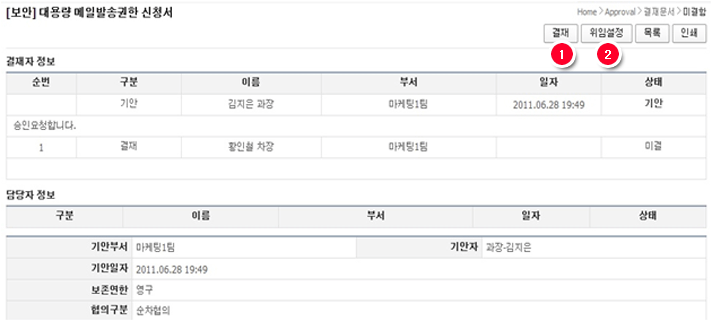 [보안] 대용량 메일발송권한 신청서
Home > Approval > 결재문서 > 미결함
결재 위임설정 목록 인쇄
1 2
결재자 정보
순번 구분 이름 부서 일자 상태
기안 김지은 과장 마케팅1팀 2011.06.28 19:49 기안
승인요청합니다.
1 결재 황인철 차장 마케팅1팀 미결
담당자 정보
구분 이름 부서 일자 상태
기안부서 마케팅1팀 기안자 과장-김지은
기안일자 2011.06.28 19:49
보존연한 영구
협의구분 순차협의